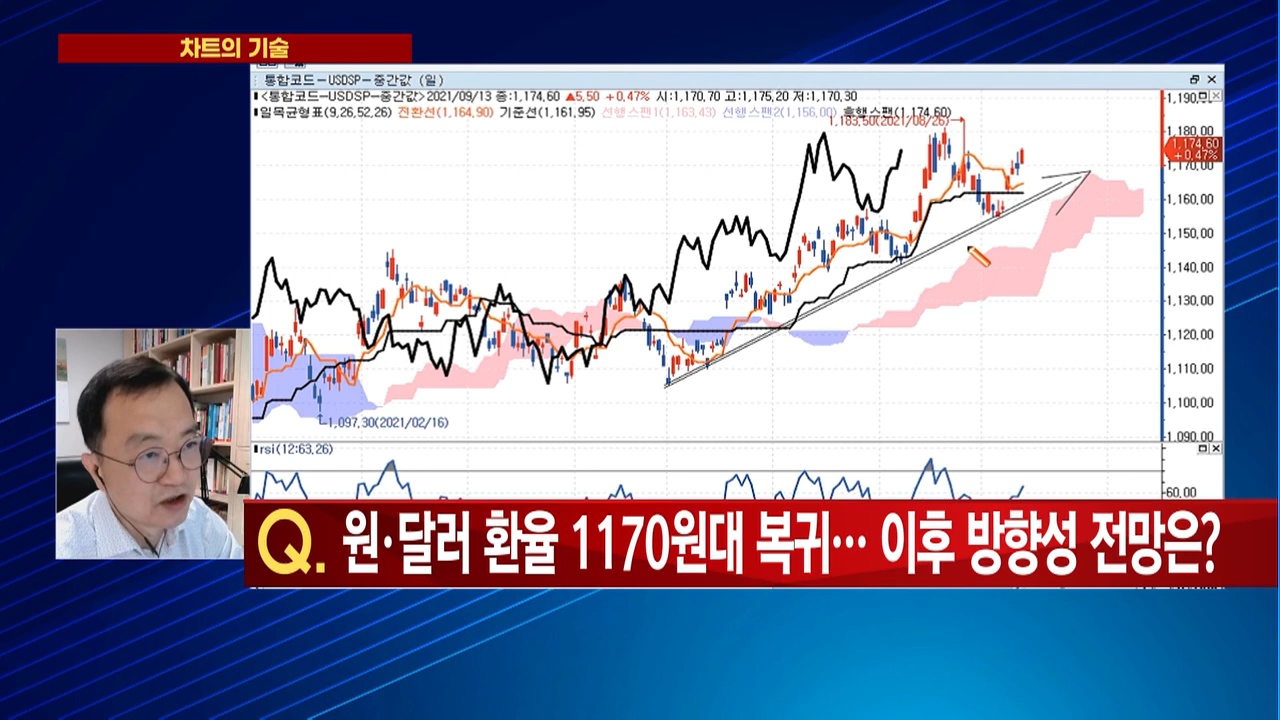 차트의 기술
통합코드-USDSP-중간값 (일)
<통합코드-USDSP-중간값>2021/09/13 종:1,174,60 ▲5,50 +0,47% 시:1,170,70 고:1,175,20 저:1,170,30
일목균형표(9,26,52,26) 전환선(1,164,90) 기준선(1,161,95) 선행스팬1(1,163,43) 선행스팬2(1,156,00) 후행스팬(1,174,60)
1,183,50(2021/08/26)
1,190,00
1,180,00
1,174,60
+0,47%
1,170,00
1,160,00
1,150,00
1,140,00
1,130,00
1,120,00
1,110,00
1,100,00
1,090,00
1,097,30(2021/02/16)
rsi(12:63,26)
60,00
Q. 원·달러 환율 1170원대 복귀… 이후 방향성 전망은?